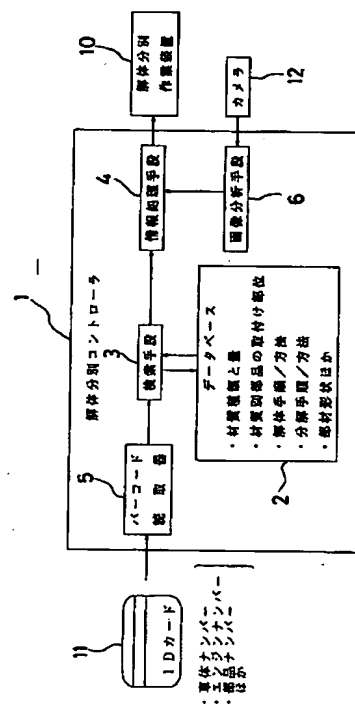 1
解体分別コントローラ
11
IDカード
・車体ナンバー
・エンジンナンバー
・部品ナンバー
ほか
5
バーコード
読取器
3
検索手段
4
情報処理手段
10
解体分別
作業装置
データベース
・材質種類と量
・材質別部品の取付け部位
・解体手順/方法
・分解手順/方法
・部材形状ほか
2
画像分析手段
6
カメラ
12